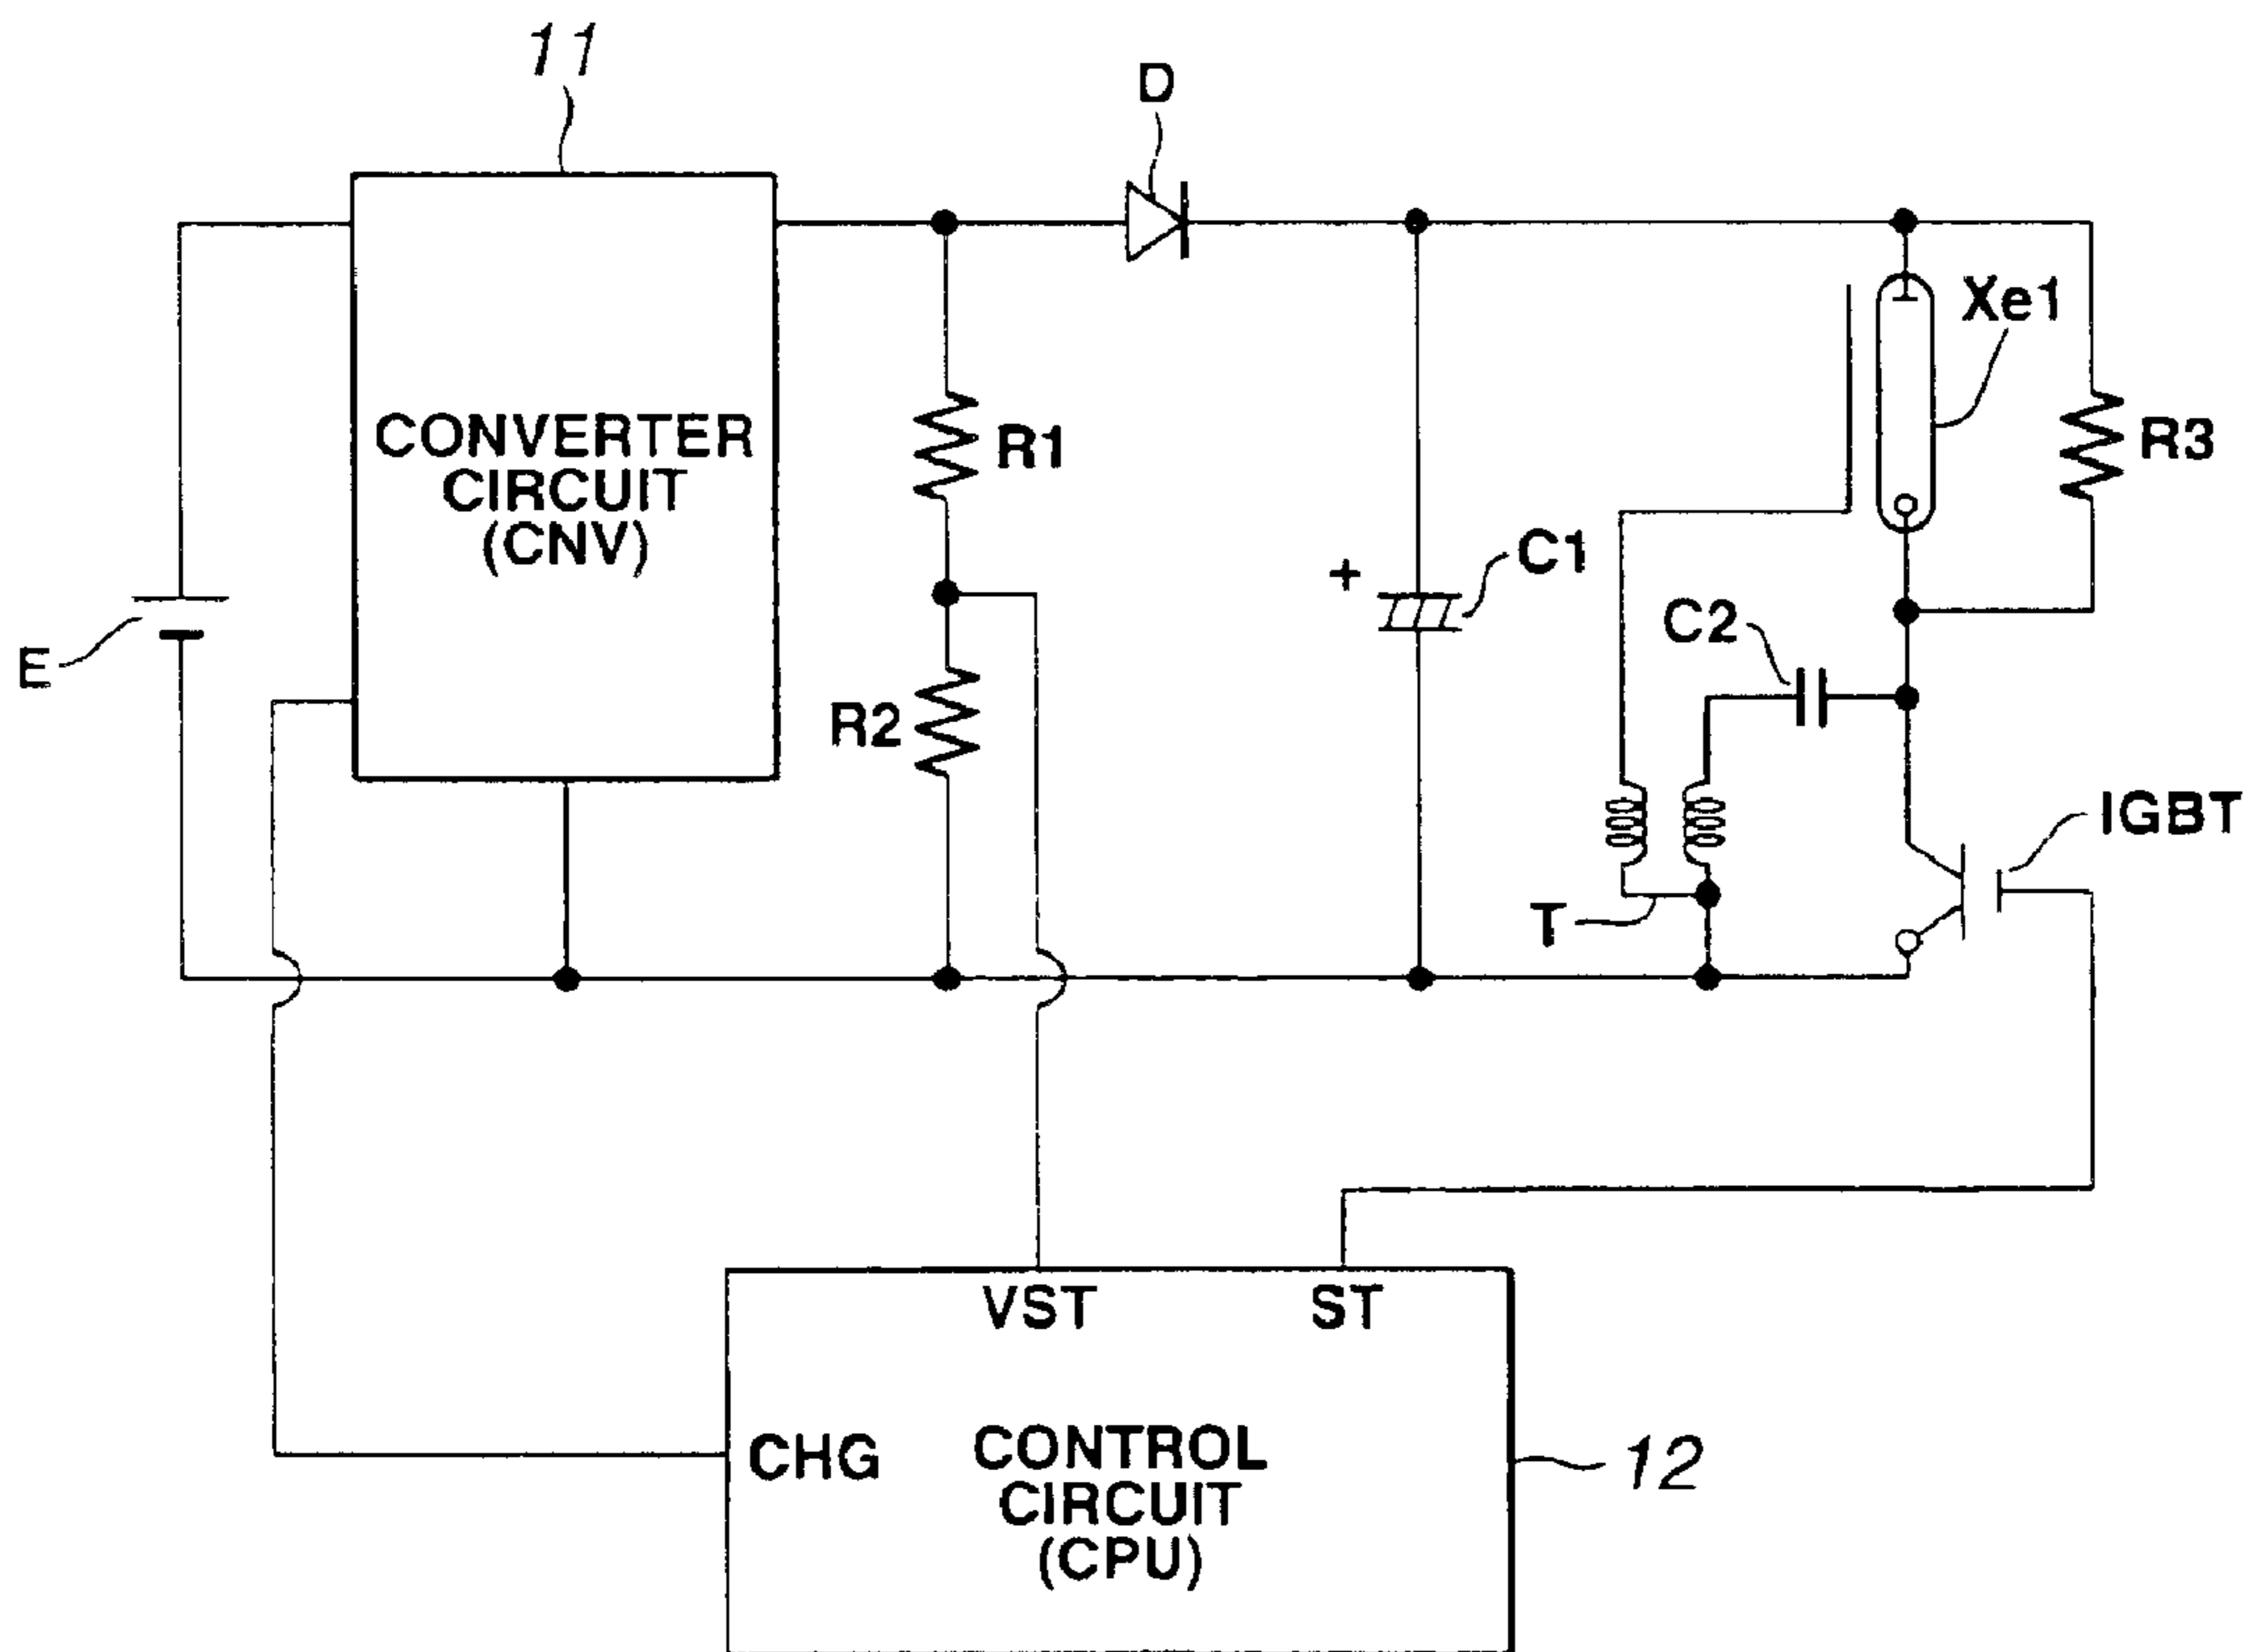 11
D
Xe1
CONVERTER
CIRCUIT
(CNV)
R1
R3
+
C1
C2
E
R2
IGBT
T
VST
ST
CHG
CONTROL
CIRCUIT
(CPU)
12